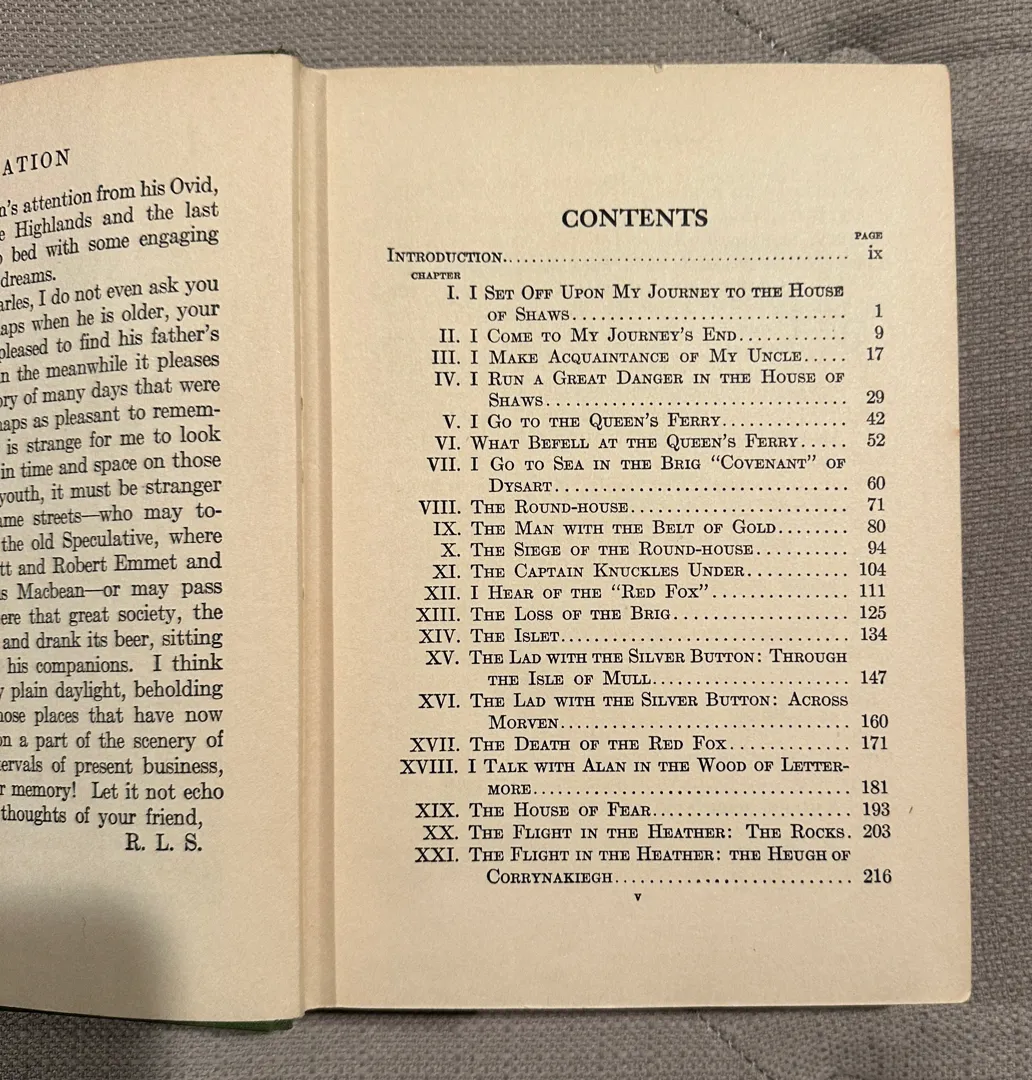 ATION
n's attention from his Ovid,
e Highlands and the last
bed with some engaging
dreams.
arles, I do not even ask you
aps when he is older, your
pleased to find his father's
n the meanwhile it pleases
ory of many days that were
haps as pleasant to remem-
is strange for me to look
in time and space on those
youth, it must be stranger
ame streets—who may to-
the old Speculative, where
tt and Robert Emmet and
s Macbean—or may pass
ere that great society, the
and drank its beer, sitting
his companions. I think
y plain daylight, beholding
hose places that have now
on a part of the scenery of
ervals of present business,
r memory! Let it not echo
thoughts of your friend,
R. L. S.
CONTENTS
PAGE
INTRODUCTION.................................................. ix
CHAPTER
I. I SET OFF UPON MY JOURNEY TO THE HOUSE
OF SHAWS.............................. 1
II. I COME TO MY JOURNEY'S END............ 9
III. I MAKE ACQUAINTANCE OF MY UNCLE..... 17
IV. I RUN A GREAT DANGER IN THE HOUSE OF
SHAWS................................. 29
V. I GO TO THE QUEEN'S FERRY.............. 42
VI. WHAT BEFELL AT THE QUEEN'S FERRY..... 52
VII. I GO TO SEA IN THE BRIG "COVENANT" OF
DYSART................................ 60
VIII. THE ROUND-HOUSE........................ 71
IX. THE MAN WITH THE BELT OF GOLD........ 80
X. THE SIEGE OF THE ROUND-HOUSE.......... 94
XI. THE CAPTAIN KNUCKLES UNDER........... 104
XII. I HEAR OF THE "RED FOX"............... 111
XIII. THE LOSS OF THE BRIG................... 125
XIV. THE ISLET............................... 134
XV. THE LAD WITH THE SILVER BUTTON: THROUGH
THE ISLE OF MULL...................... 147
XVI. THE LAD WITH THE SILVER BUTTON: ACROSS
MORVEN................................ 160
XVII. THE DEATH OF THE RED FOX............. 171
XVIII. I TALK WITH ALAN IN THE WOOD OF LETTER-
MORE................................... 181
XIX. THE HOUSE OF FEAR...................... 193
XX. THE FLIGHT IN THE HEATHER: THE ROCKS. 203
XXI. THE FLIGHT IN THE HEATHER: THE HEUGH OF
CORRYNAKIEGH.......................... 216
v